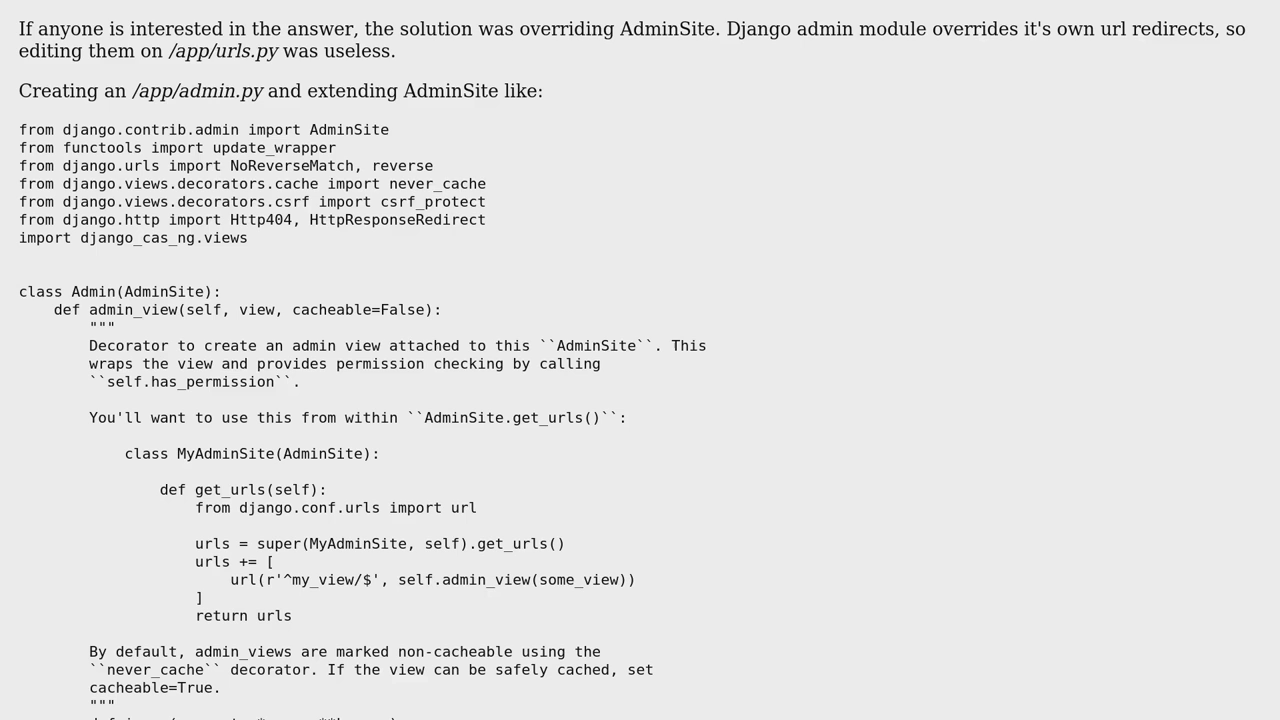 If anyone is interested in the answer, the solution was overriding AdminSite. Django admin module overrides it's own url redirects, so
editing them on /app/urls.py was useless.
Creating an /app/admin.py and extending AdminSite like:
from django.contrib.admin import AdminSite
from functools import update_wrapper
from django.urls import NoReverseMatch, reverse
from django.views.decorators.cache import never_cache
from django.views.decorators.csrf import csrf_protect
from django.http import Http404, HttpResponseRedirect
import django_cas_ng.views
class Admin(AdminSite):
    def admin_view(self, view, cacheable=False):
        """
        Decorator to create an admin view attached to this ``AdminSite``. This
        wraps the view and provides permission checking by calling
        ``self.has_permission``.
        You'll want to use this from within ``AdminSite.get_urls()``:
            class MyAdminSite(AdminSite):
                def get_urls(self):
                    from django.conf.urls import url
                    urls = super(MyAdminSite, self).get_urls()
                    urls += [
                        url(r'^my_view/$', self.admin_view(some_view))
                    ]
                    return urls
        By default, admin_views are marked non-cacheable using the
        ``never_cache`` decorator. If the view can be safely cached, set
        cacheable=True.
        """